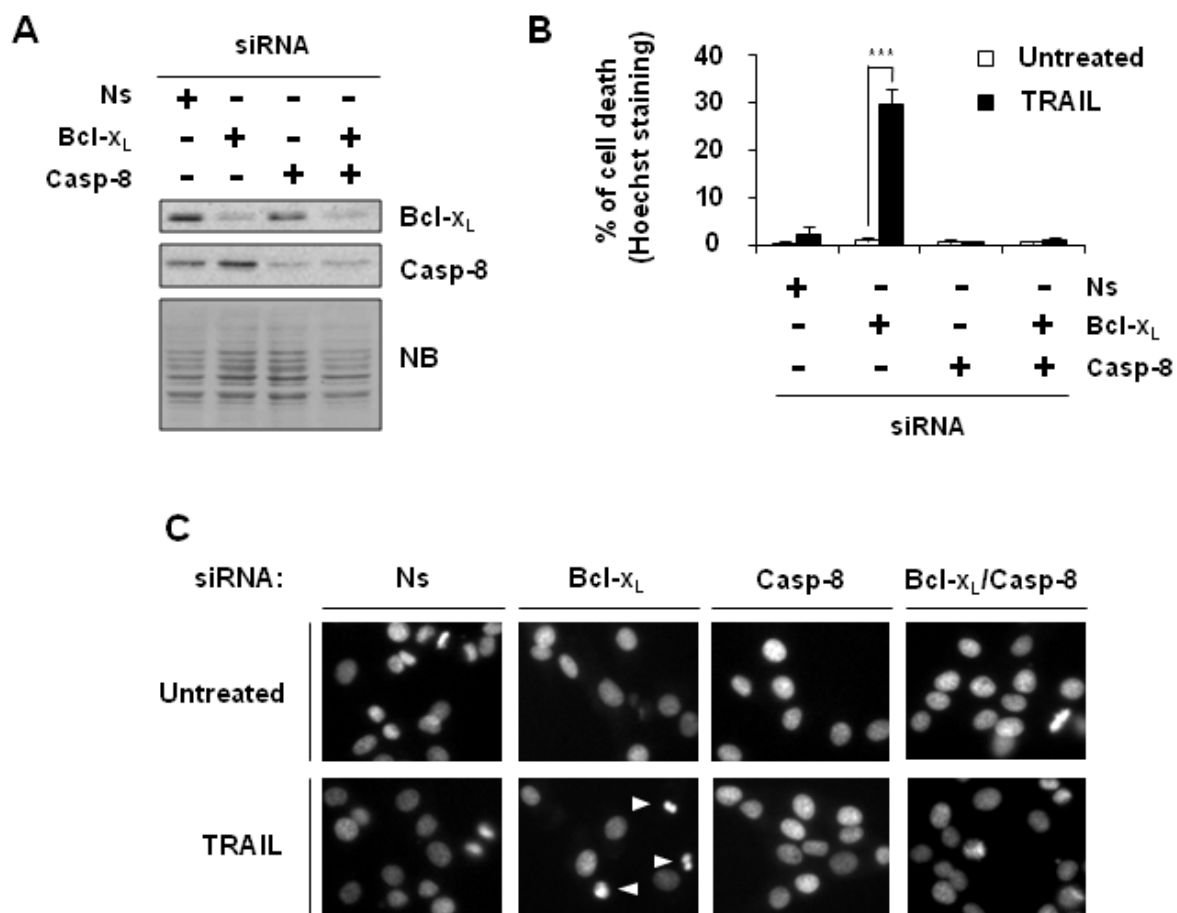 A
siRNA
Ns + - - -
Bcl-xL - + - +
Casp-8 - - + +
Bcl-xL
Casp-8
NB
B
% of cell death
(Hoechst staining)
40
30
20
10
0
***
Untreated
TRAIL
+ - - - Ns
- + - + Bcl-xL
- - + + Casp-8
siRNA
C
siRNA: Ns Bcl-xL Casp-8 Bcl-xL/Casp-8
Untreated
TRAIL